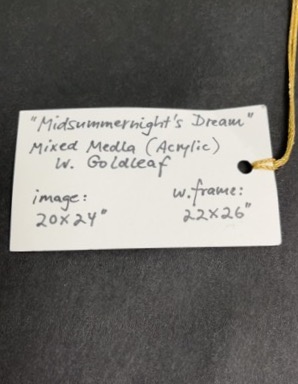 "Midsummernight's Dream"
Mixed Media (Acrylic)
w. Goldleaf
image:
20x24"
w.frame:
22x26"